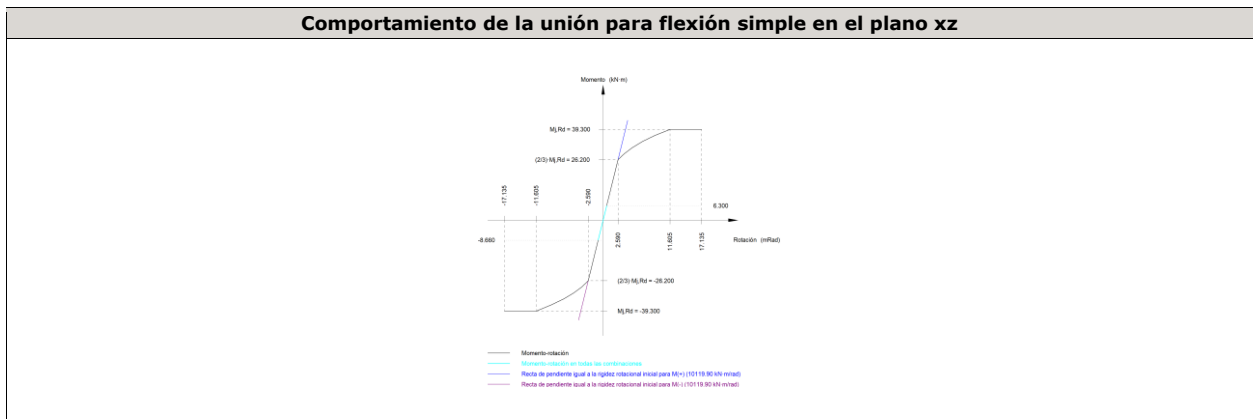 Comportamiento de la unión para flexión simple en el plano xz
Momento (kN·m)
Mj,Rd = 39.300
(2/3)·Mj,Rd = 26.200
-17.135
-11.605
-2.590
6.300
-8.660
2.590
11.605
17.135
Rotación (mRad)
(2/3)·Mj,Rd = -26.200
Mj,Rd = -39.300
Momento-rotación
Momento-rotación en todas las combinaciones
Recta de pendiente igual a la rigidez rotacional inicial para M(+) (10119.90 kN·m/rad)
Recta de pendiente igual a la rigidez rotacional inicial para M(-) (10119.90 kN·m/rad)